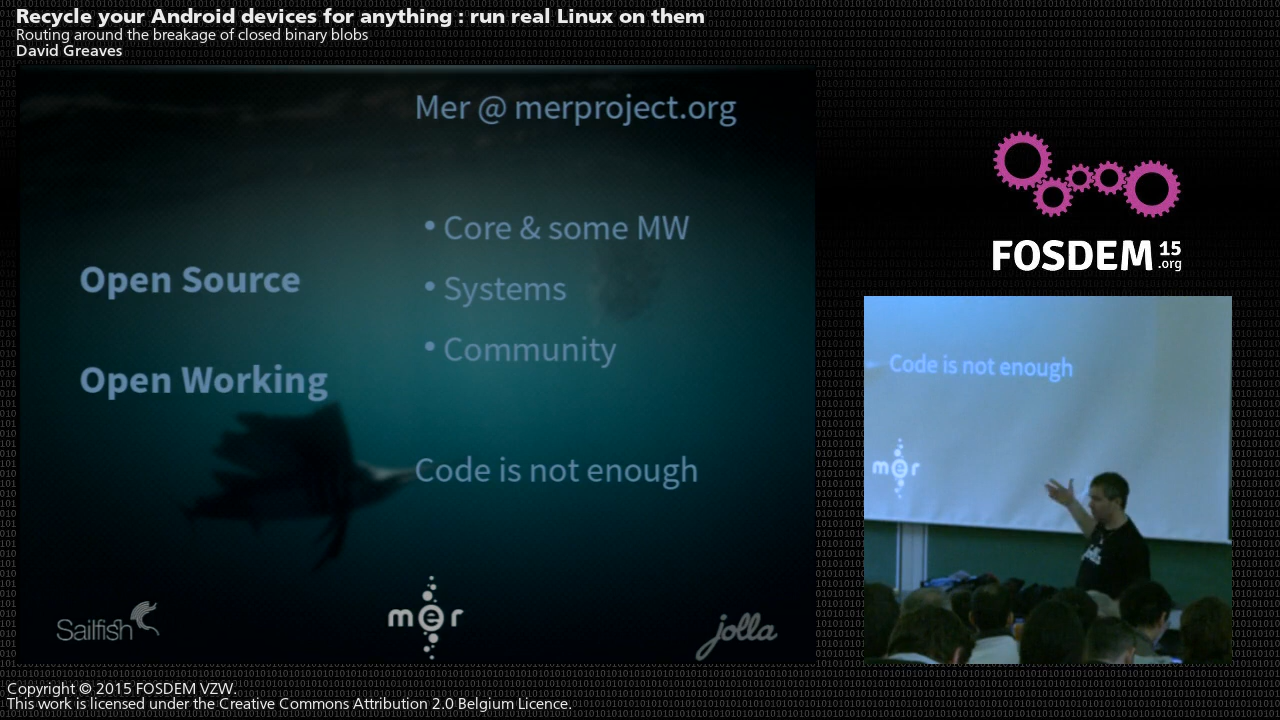 Recycle your Android devices for anything : run real Linux on them
Routing around the breakage of closed binary blobs
David Greaves
Mer @ merproject.org
• Core & some MW
• Systems
• Community
Open Source
Open Working
Code is not enough
Sailfish
mer
jolla
FOSDEM 15
.org
Code is not enough
mer
Copyright © 2015 FOSDEM VZW.
This work is licensed under the Creative Commons Attribution 2.0 Belgium Licence.